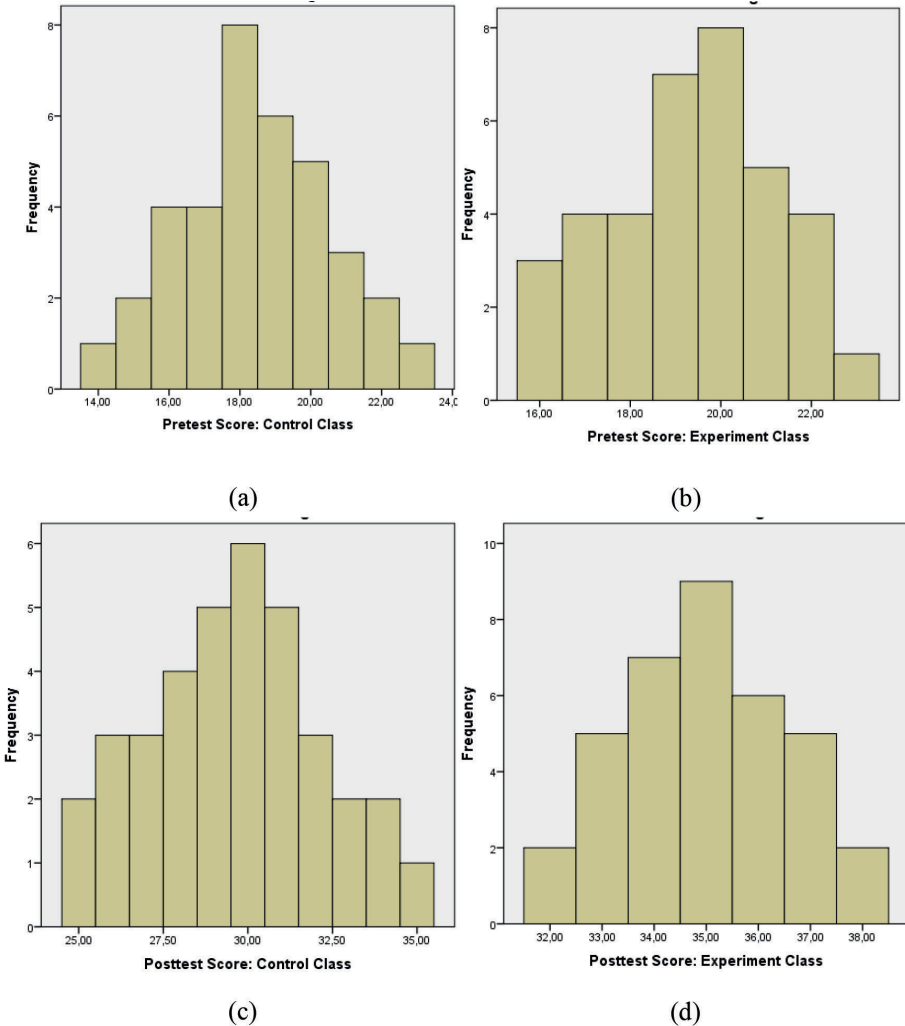 8
6
4
2
0
Frequency
14,00 16,00 18,00 20,00 22,00 24,0
Pretest Score: Control Class
(a)
8
6
4
2
0
Frequency
16,00 18,00 20,00 22,00
Pretest Score: Experiment Class
(b)
6
5
4
3
2
1
0
Frequency
25,00 27,50 30,00 32,50 35,00
Posttest Score: Control Class
(c)
10
8
6
4
2
0
Frequency
32,00 33,00 34,00 35,00 36,00 37,00 38,00
Posttest Score: Experiment Class
(d)